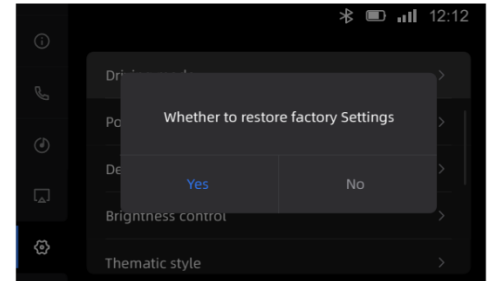 12:12
Whether to restore factory Settings
Yes
No
Brightness control
Thematic style